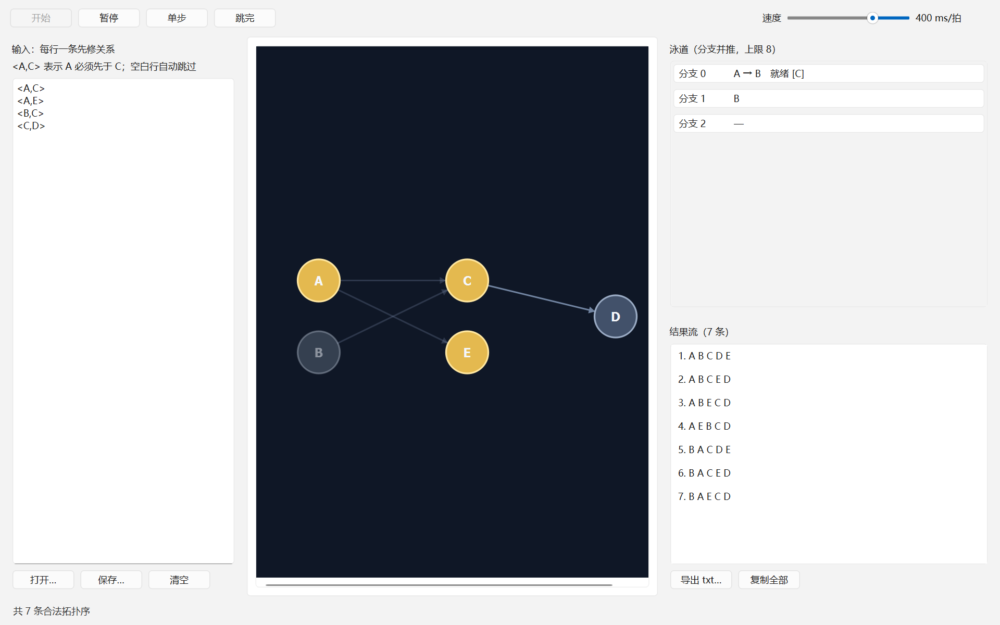 开始 暂停 单步 跳完 速度 400 ms/拍
输入：每行一条先修关系
<A,C> 表示 A 必须先于 C；空白行自动跳过
<A,C>
<A,E>
<B,C>
<C,D>
打开... 保存... 清空
共 7 条合法拓扑序
A
C
D
B
E
泳道（分支并推，上限 8）
分支 0 A → B 就绪 [C]
分支 1 B
分支 2 —
结果流（7 条）
1. A B C D E
2. A B C E D
3. A B E C D
4. A E B C D
5. B A C D E
6. B A C E D
7. B A E C D
导出 txt... 复制全部